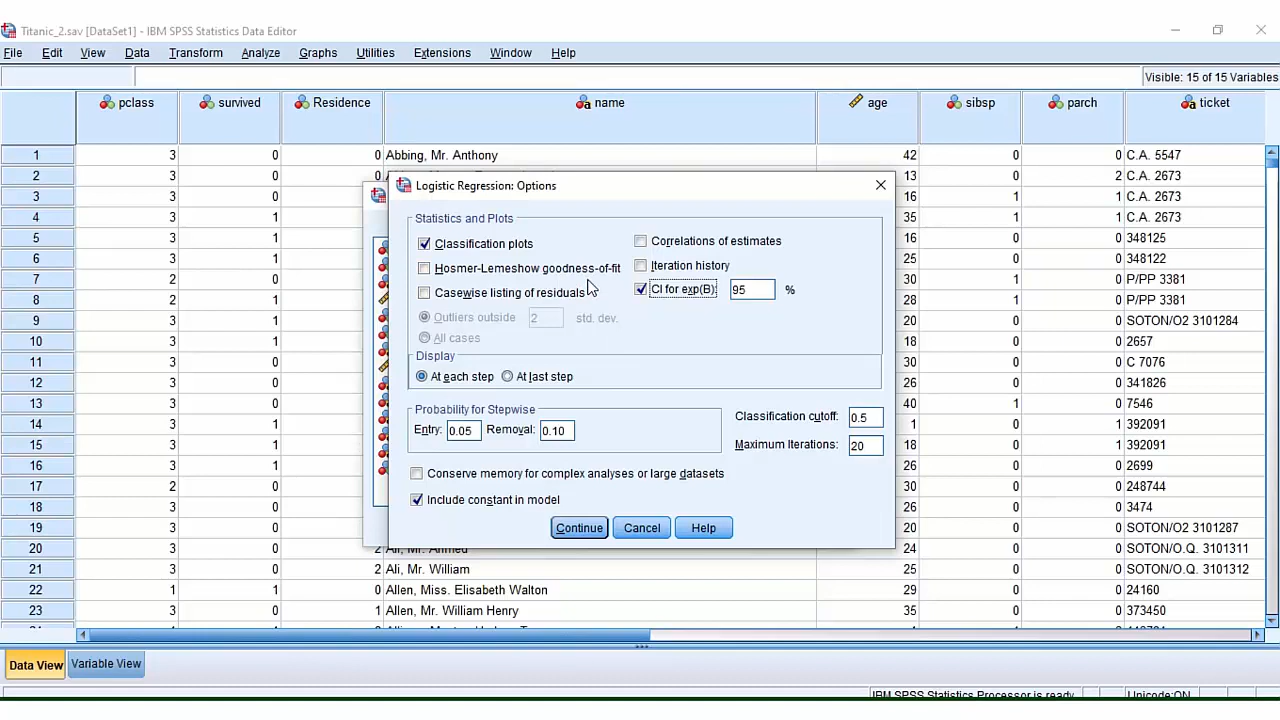 Titanic_2.sav [DataSet1] - IBM SPSS Statistics Data Editor
File Edit View Data Transform Analyze Graphs Utilities Extensions Window Help
Visible: 15 of 15 Variables
pclass survived Residence name age sibsp parch ticket
1 3 0 0 Abbing, Mr. Anthony 42 0 0 C.A. 5547
2 3 0 13 0 2 C.A. 2673
3 3 0 16 1 1 C.A. 2673
4 3 1 35 1 1 C.A. 2673
5 3 1 16 0 0 348125
6 3 1 25 0 0 348122
7 2 0 30 1 0 P/PP 3381
8 2 1 28 1 0 P/PP 3381
9 3 1 20 0 0 SOTON/O2 3101284
10 3 1 18 0 0 2657
11 3 0 30 0 0 C 7076
12 3 0 26 0 0 341826
13 3 0 40 1 0 7546
14 3 1 1 0 0 392091
15 3 1 18 0 1 392091
16 3 0 26 0 0 2699
17 2 0 30 0 0 248744
18 3 0 26 0 0 3474
19 3 0 20 0 0 SOTON/O2 3101287
20 3 0 2 Ali, Mr. Ahmed 24 0 0 SOTON/O.Q. 3101311
21 3 0 2 Ali, Mr. William 25 0 0 SOTON/O.Q. 3101312
22 1 1 0 Allen, Miss. Elisabeth Walton 29 0 0 24160
23 3 0 1 Allen, Mr. William Henry 35 0 0 373450
Logistic Regression: Options
Statistics and Plots
Classification plots
Hosmer-Lemeshow goodness-of-fit
Casewise listing of residuals
Outliers outside 2 std. dev.
All cases
Correlations of estimates
Iteration history
CI for exp(B): 95 %
Display
At each step At last step
Probability for Stepwise
Entry: 0.05 Removal: 0.10
Classification cutoff: 0.5
Maximum Iterations: 20
Conserve memory for complex analyses or large datasets
Include constant in model
Continue Cancel Help
Data View Variable View
IBM SPSS Statistics Processor is ready
Unicode:ON